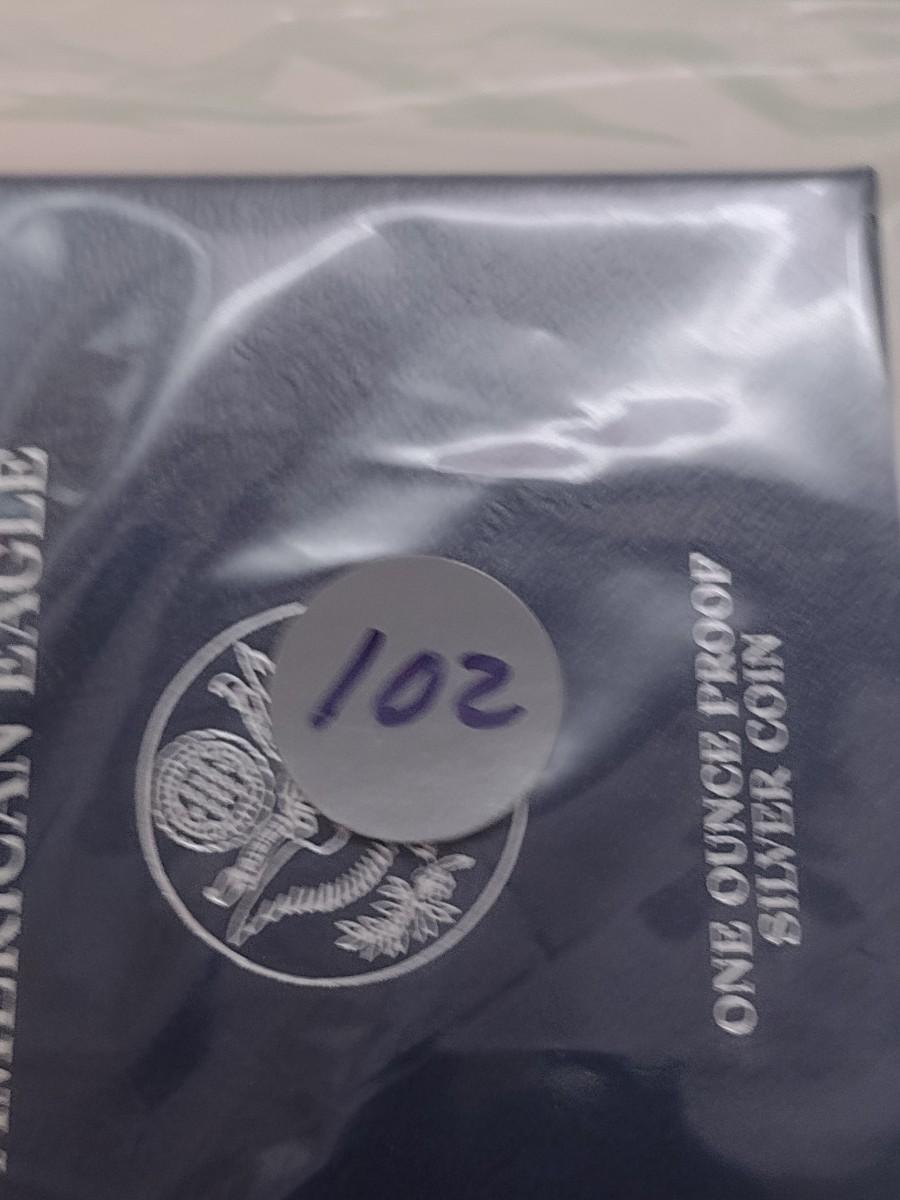 AMERICAN EAGLE
102
ONE OUNCE PROOF
SILVER COIN